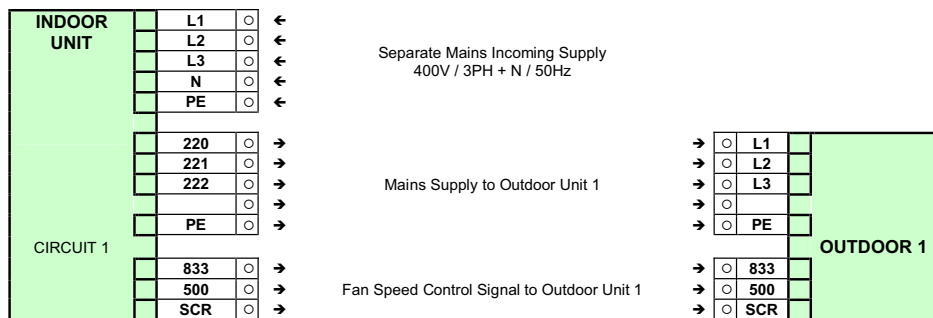 INDOOR UNIT L1 ←
L2 ←
L3 ← Separate Mains Incoming Supply
N ← 400V / 3PH + N / 50Hz
PE ←
220 → → L1
221 → → L2
222 → Mains Supply to Outdoor Unit 1 → L3
→ →
PE → → PE
CIRCUIT 1 OUTDOOR 1
833 → → 833
500 → Fan Speed Control Signal to Outdoor Unit 1 → 500
SCR → → SCR